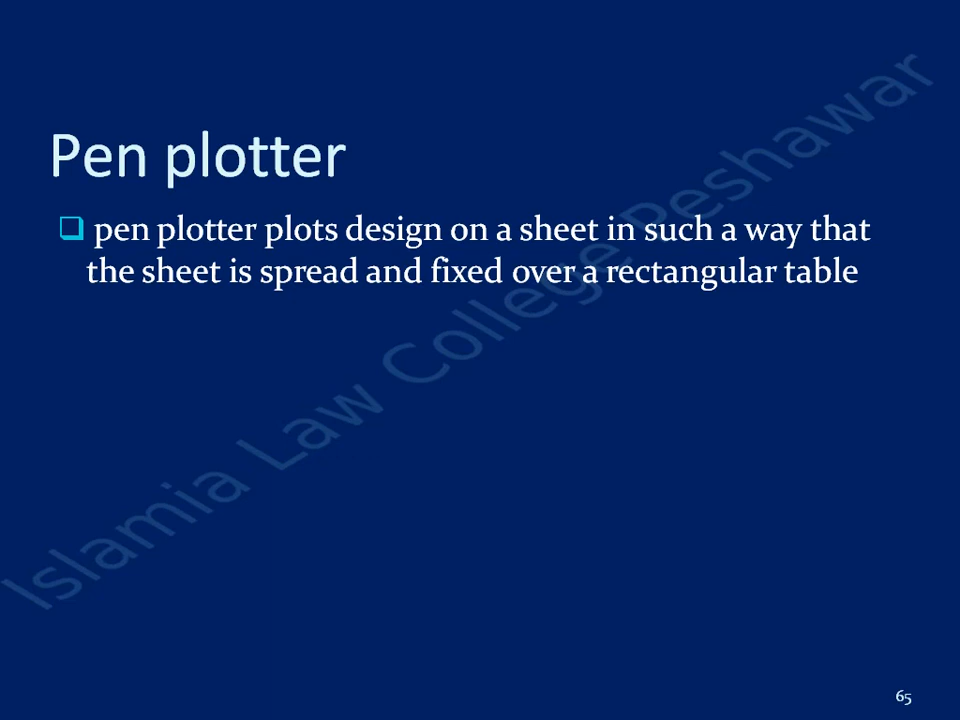 Pen plotter
❑ pen plotter plots design on a sheet in such a way that
the sheet is spread and fixed over a rectangular table
Islamia Law College Peshawar
65